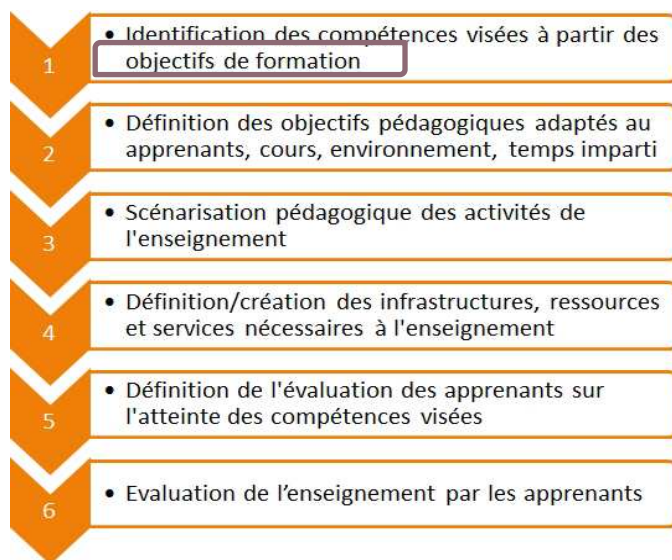 1
• Identification des compétences visées à partir des
objectifs de formation
2
• Définition des objectifs pédagogiques adaptés au
apprenants, cours, environnement, temps imparti
3
• Scénarisation pédagogique des activités de
l'enseignement
4
• Définition/création des infrastructures, ressources
et services nécessaires à l'enseignement
5
• Définition de l'évaluation des apprenants sur
l'atteinte des compétences visées
6
• Evaluation de l’enseignement par les apprenants